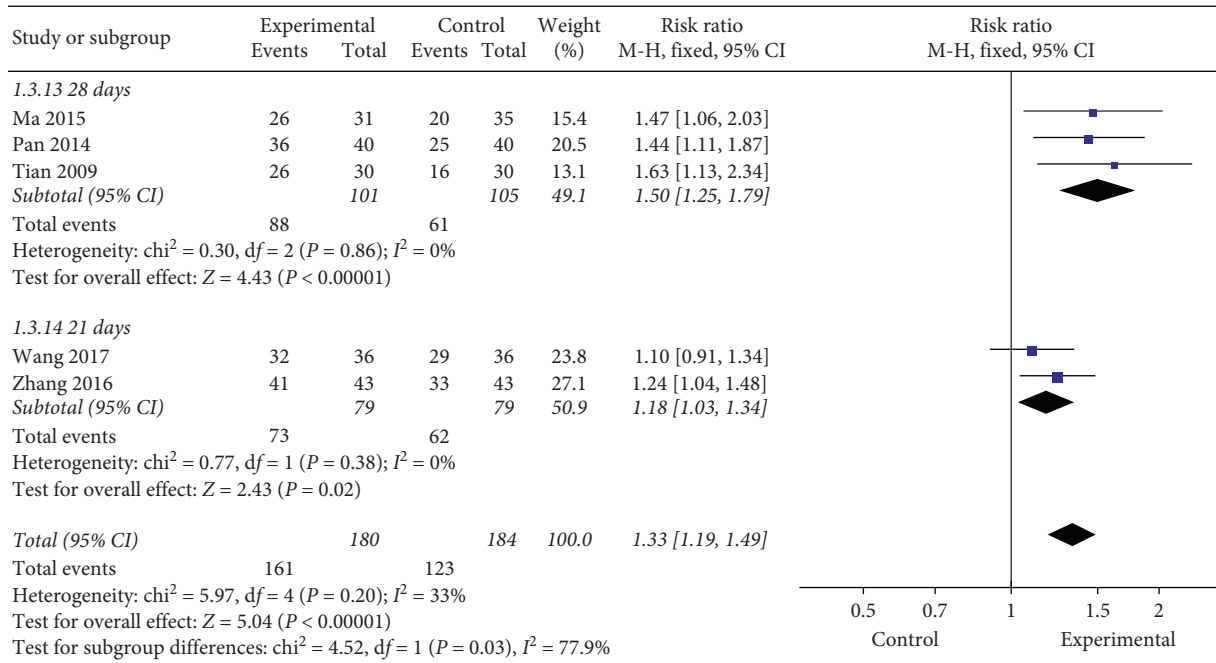 Study or subgroup Experimental Control Weight Risk ratio Risk ratio
Events Total Events Total (%) M-H, fixed, 95% CI M-H, fixed, 95% CI
1.3.13 28 days
Ma 2015 26 31 20 35 15.4 1.47 [1.06, 2.03]
Pan 2014 36 40 25 40 20.5 1.44 [1.11, 1.87]
Tian 2009 26 30 16 30 13.1 1.63 [1.13, 2.34]
Subtotal (95% CI) 101 105 49.1 1.50 [1.25, 1.79]
Total events 88 61
Heterogeneity: chi² = 0.30, df = 2 (P = 0.86); I² = 0%
Test for overall effect: Z = 4.43 (P < 0.00001)
1.3.14 21 days
Wang 2017 32 36 29 36 23.8 1.10 [0.91, 1.34]
Zhang 2016 41 43 33 43 27.1 1.24 [1.04, 1.48]
Subtotal (95% CI) 79 79 50.9 1.18 [1.03, 1.34]
Total events 73 62
Heterogeneity: chi² = 0.77, df = 1 (P = 0.38); I² = 0%
Test for overall effect: Z = 2.43 (P = 0.02)
Total (95% CI) 180 184 100.0 1.33 [1.19, 1.49]
Total events 161 123
Heterogeneity: chi² = 5.97, df = 4 (P = 0.20); I² = 33%
Test for overall effect: Z = 5.04 (P < 0.00001)
Test for subgroup differences: chi² = 4.52, df = 1 (P = 0.03), I² = 77.9%
0.5 0.7 1 1.5 2
Control Experimental